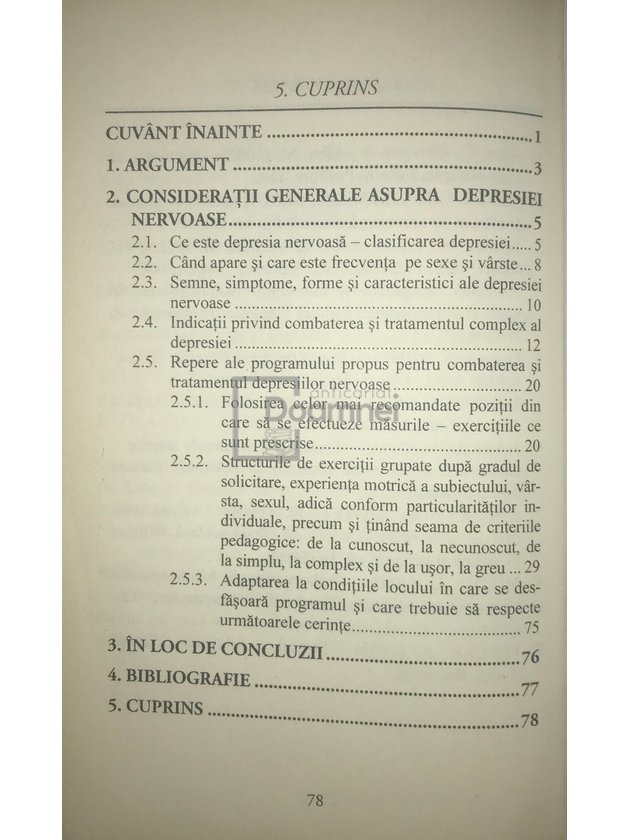 5. CUPRINS
CUVÂNT ÎNAINTE ..............................................................1
1. ARGUMENT......................................................................3
2. CONSIDERAȚII GENERALE ASUPRA DEPRESIEI
NERVOASE..............................................................5
2.1. Ce este depresia nervoasă – clasificarea depresiei..... 5
2.2. Când apare și care este frecvența pe sexe și vârste... 8
2.3. Semne, simptome, forme și caracteristici ale depresiei
nervoase .............................................................. 10
2.4. Indicații privind combaterea și tratamentul complex al
depresiei .............................................................. 12
2.5. Repere ale programului propus pentru combaterea și
tratamentul depresiilor nervoase.......................... 20
anticariat
Doamnei
2.5.1. Folosirea celor mai recomandate poziții din
care să se efectueze măsurile – exercițiile ce
sunt prescrise.......................................... 20
2.5.2. Structurile de exerciții grupate după gradul de
solicitare, experiența motrică a subiectului, vâr-
sta, sexul, adică conform particularităților in-
dividuale, precum și ținând seama de criteriile
pedagogice: de la cunoscut, la necunoscut, de
la simplu, la complex și de la ușor, la greu ... 29
2.5.3. Adaptarea la condițiile locului în care se des-
fășoară programul și care trebuie să respecte
următoarele cerințe.................................. 75
3. ÎN LOC DE CONCLUZII ..............................................76
4. BIBLIOGRAFIE ............................................................77
5. CUPRINS ......................................................................78
78